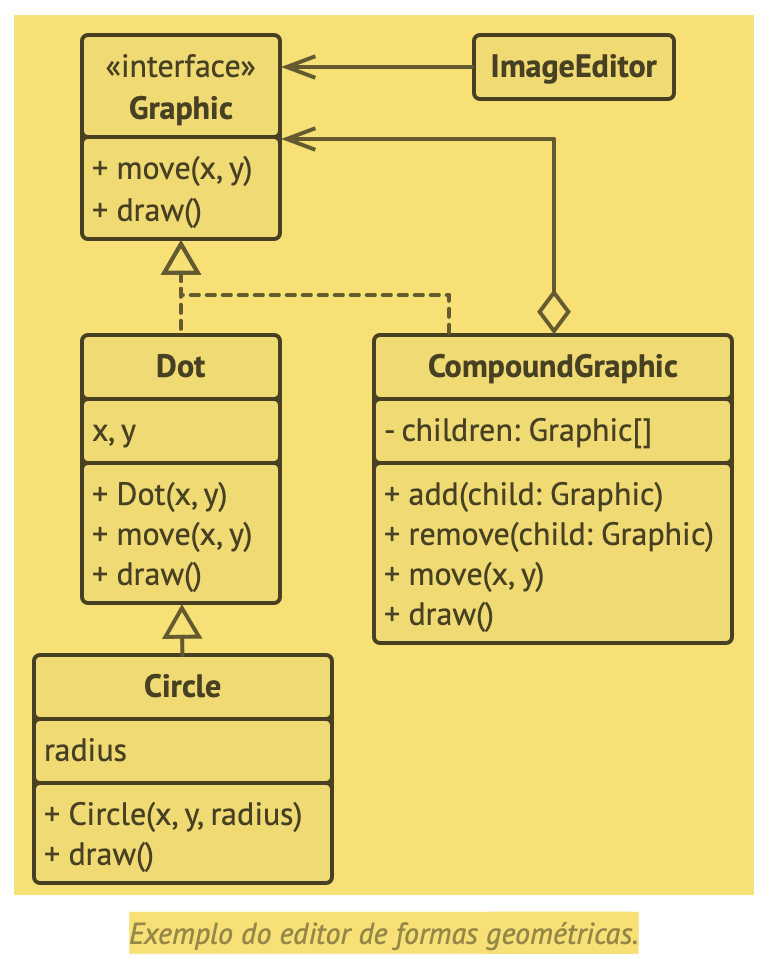 «interface»
Graphic
+ move(x, y)
+ draw()
ImageEditor
Dot
x, y
+ Dot(x, y)
+ move(x, y)
+ draw()
CompoundGraphic
- children: Graphic[]
+ add(child: Graphic)
+ remove(child: Graphic)
+ move(x, y)
+ draw()
Circle
radius
+ Circle(x, y, radius)
+ draw()
Exemplo do editor de formas geométricas.